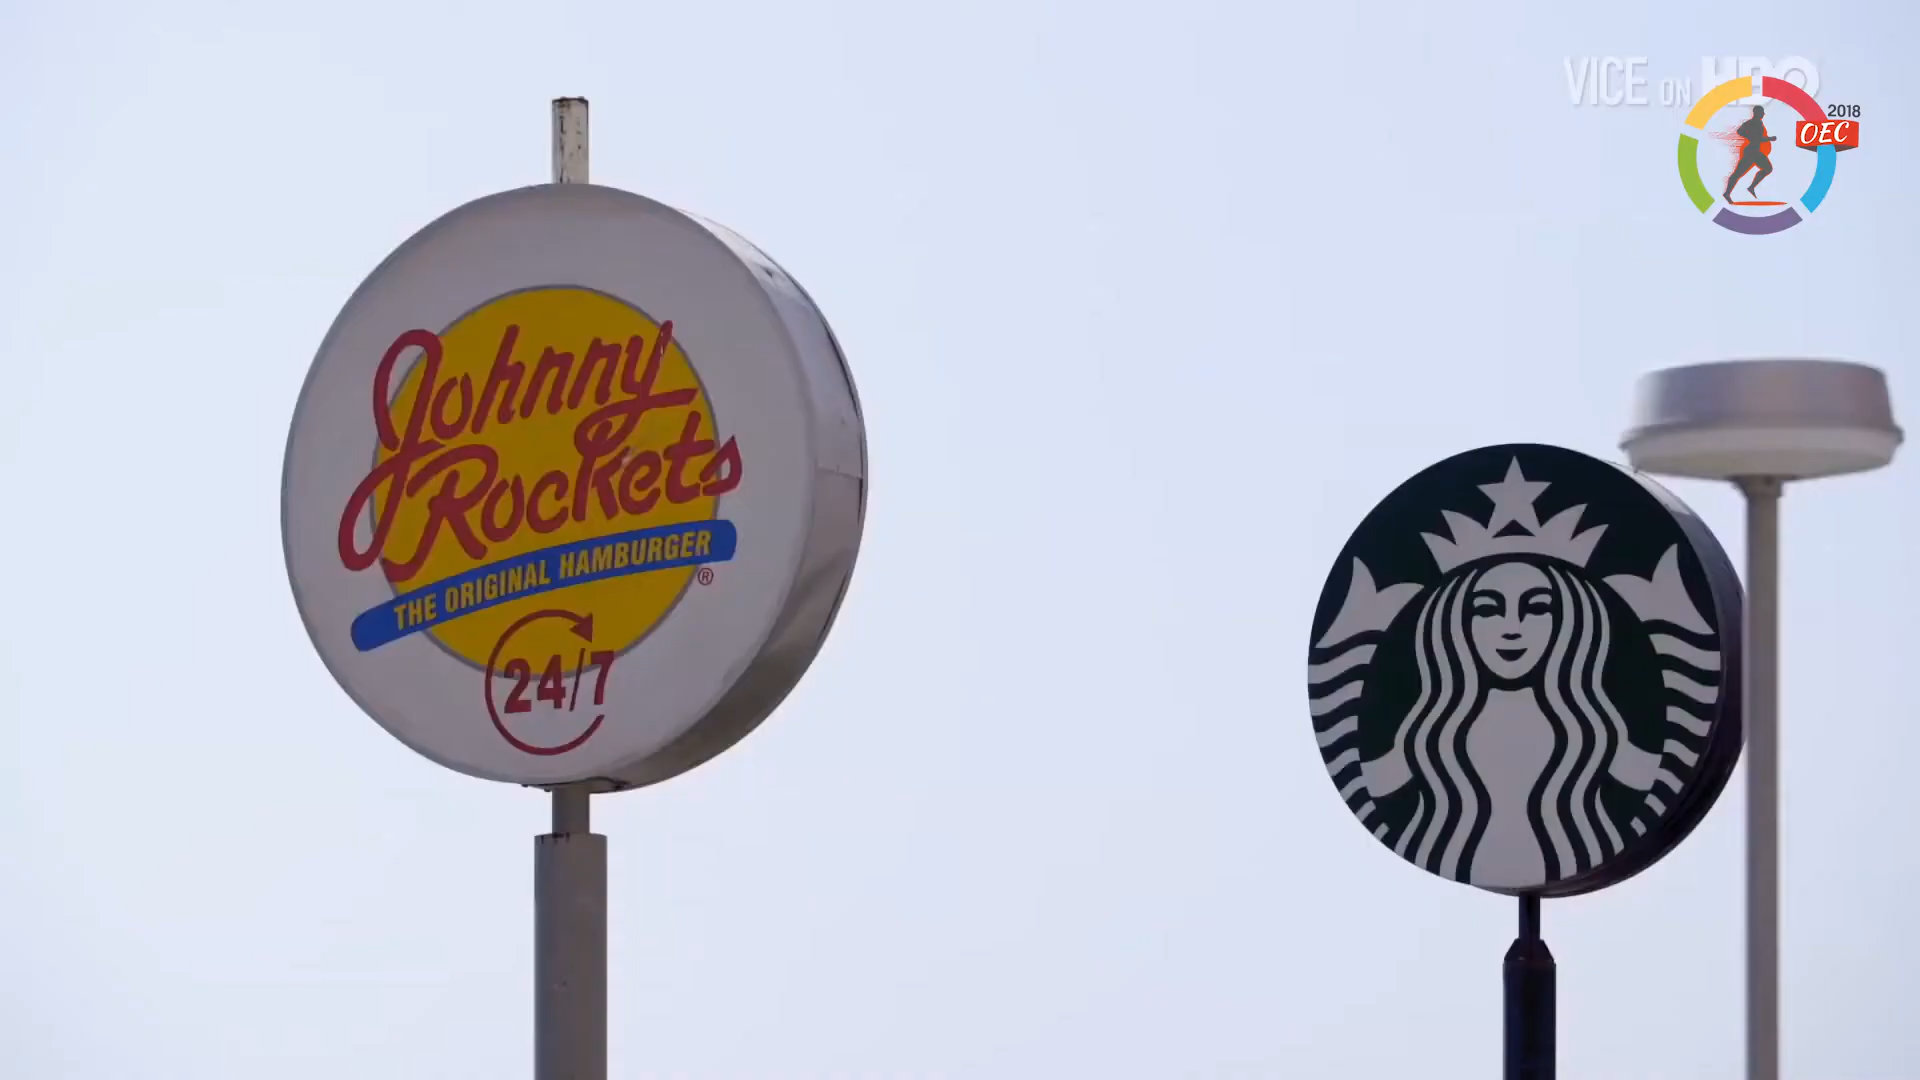 VICE ON HBO
2018
OEC
Johnny
Rockets
THE ORIGINAL HAMBURGER
®
24/7